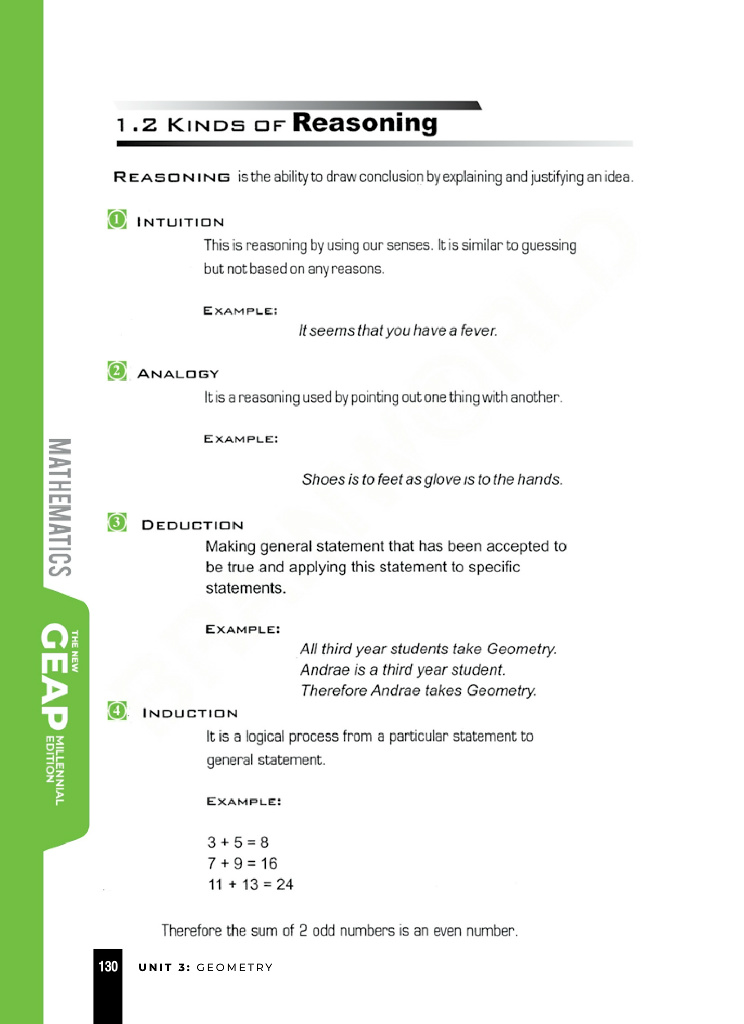 1.2 KINDS OF Reasoning
REASONING is the ability to draw conclusion by explaining and justifying an idea.
1 INTUITION
This is reasoning by using our senses. It is similar to guessing
but not based on any reasons.
EXAMPLE:
It seems that you have a fever.
2 ANALOGY
It is a reasoning used by pointing out one thing with another.
EXAMPLE:
Shoes is to feet as glove is to the hands.
3 DEDUCTION
Making general statement that has been accepted to
be true and applying this statement to specific
statements.
EXAMPLE:
All third year students take Geometry.
Andrae is a third year student.
Therefore Andrae takes Geometry.
4 INDUCTION
It is a logical process from a particular statement to
general statement.
EXAMPLE:
3 + 5 = 8
7 + 9 = 16
11 + 13 = 24
Therefore the sum of 2 odd numbers is an even number.
130 UNIT 3: GEOMETRY
MATHEMATICS
THE NEW
GEAP
MILLENNIAL
EDITION